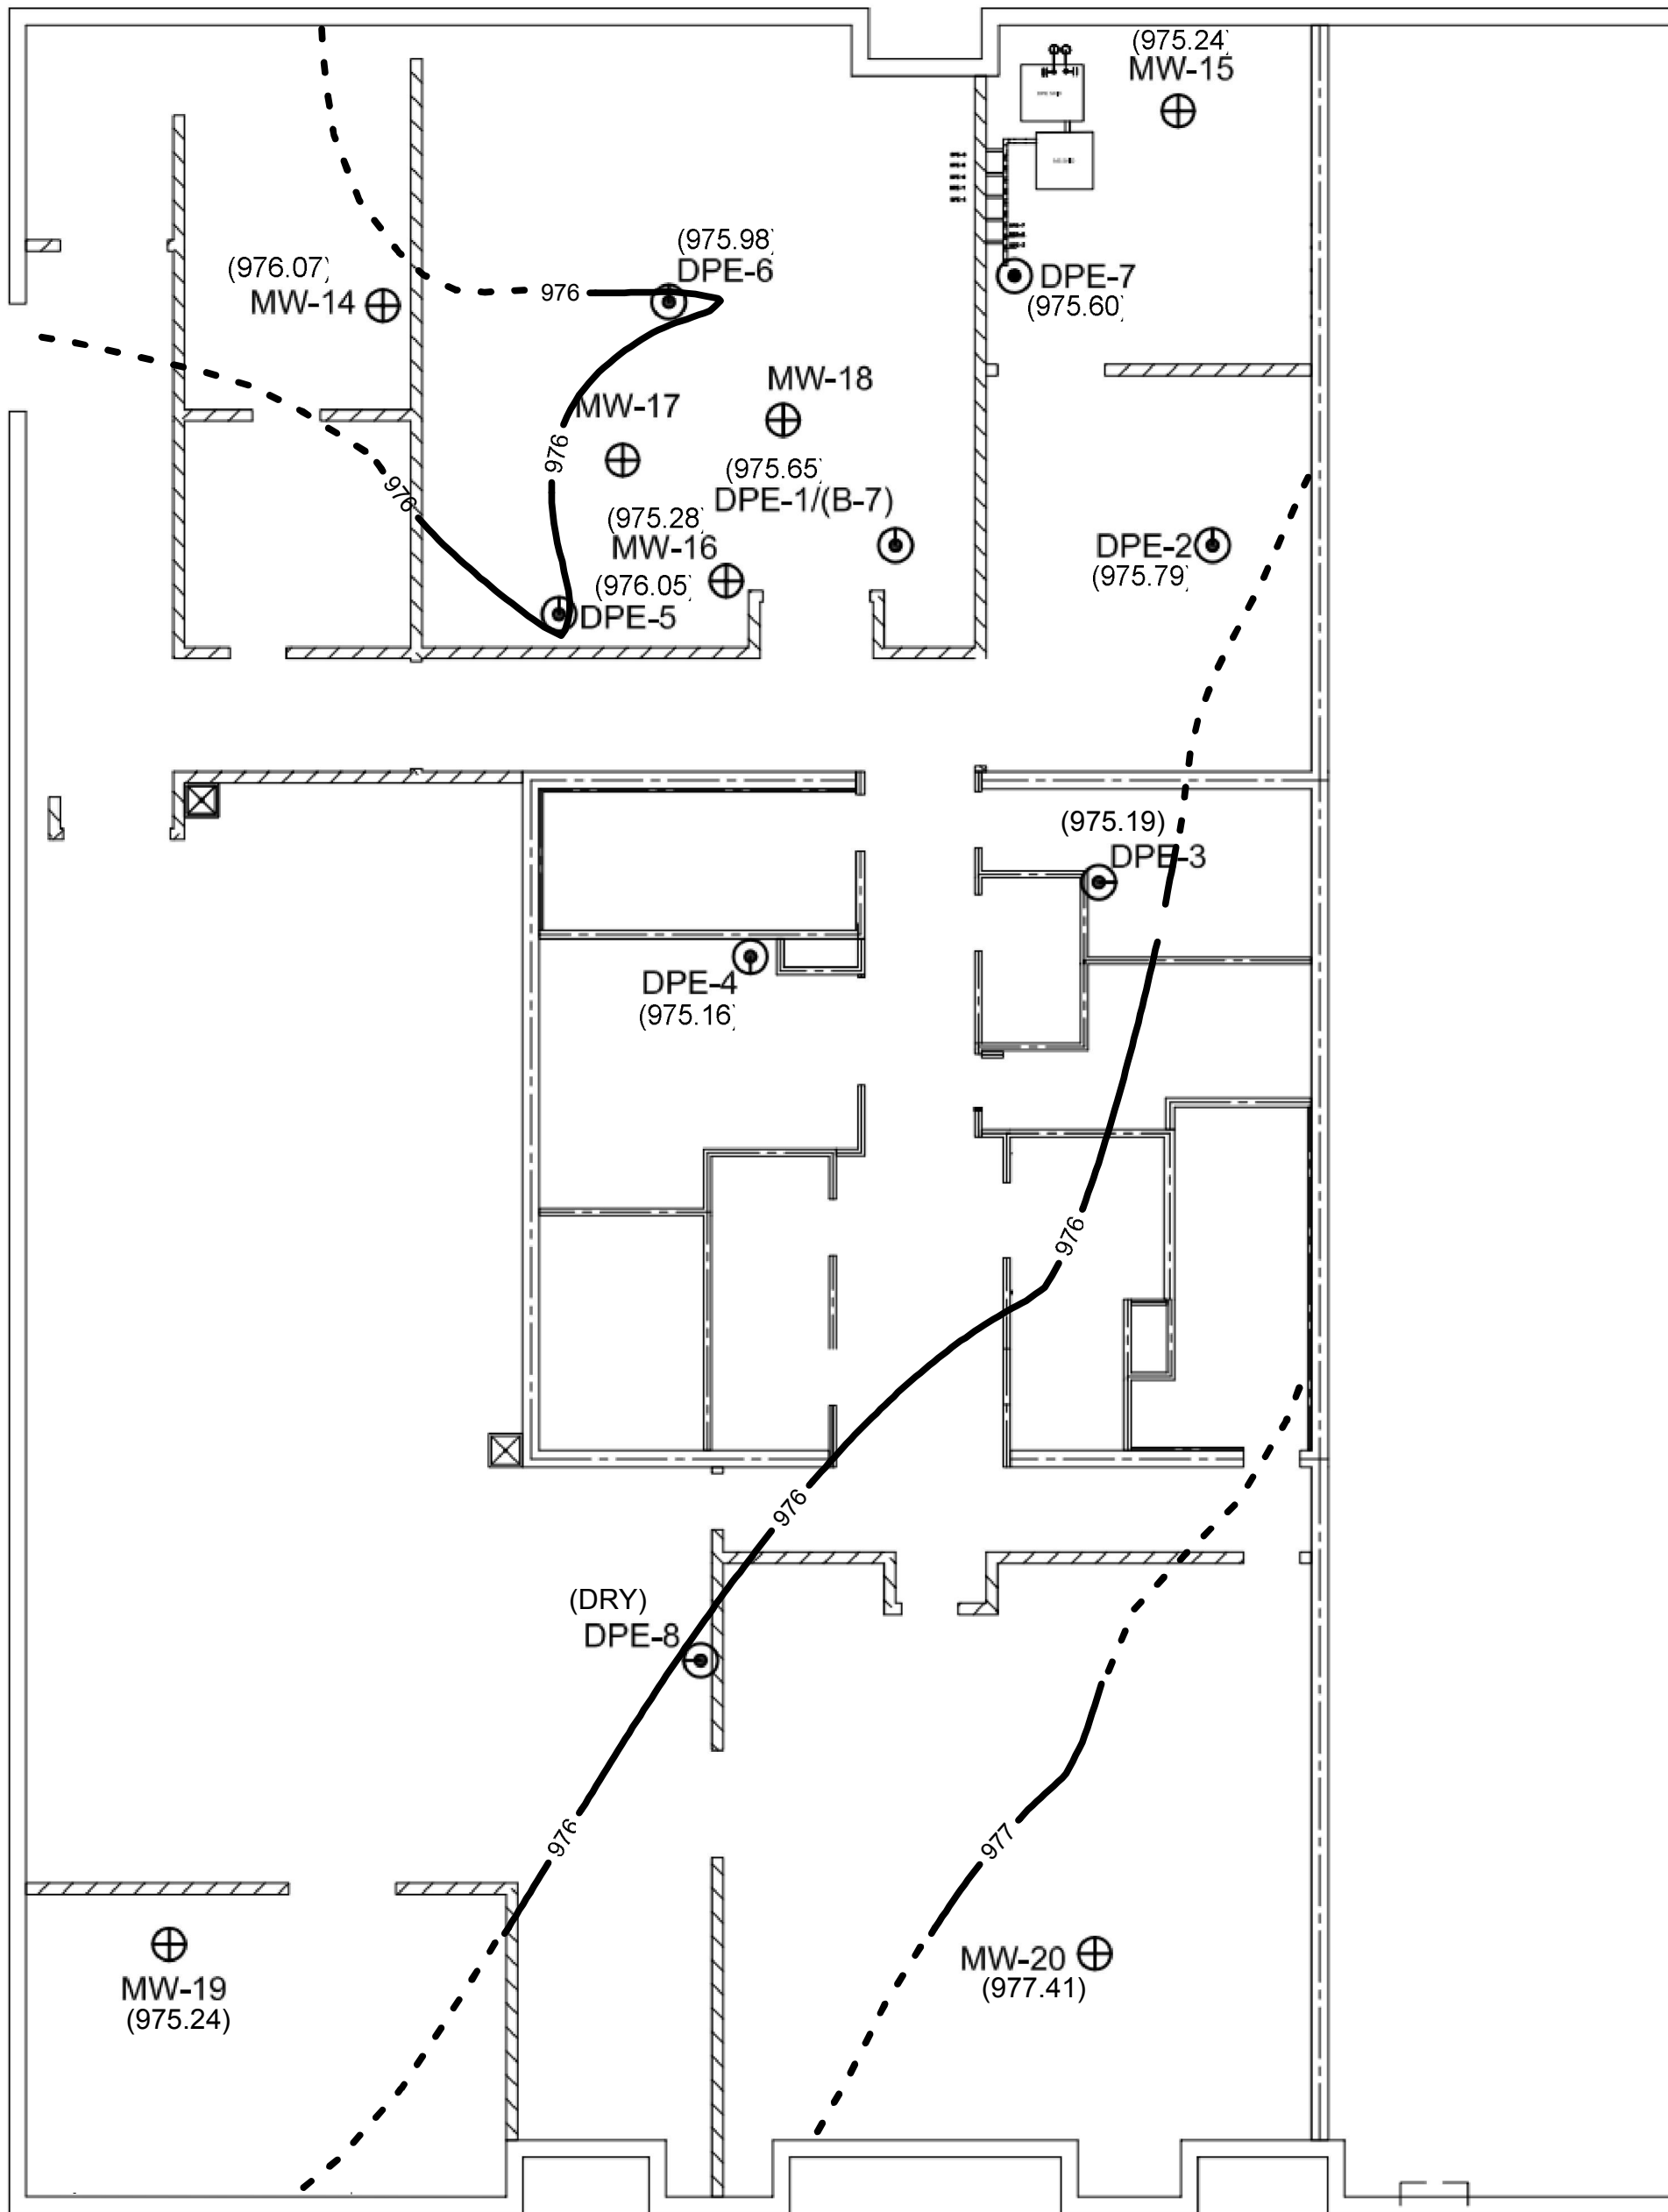 (975.24)
MW-15
(975.98)
DPE-6
(976.07)
MW-14
976
DPE-7
(975.60)
MW-18
MW-17
976
(975.65)
DPE-1/(B-7)
976
(975.28)
MW-16
DPE-2
(975.79)
(976.05)
DPE-5
(975.19)
DPE-3
DPE-4
(975.16)
976
976
(DRY)
DPE-8
976
977
MW-20
(977.41)
MW-19
(975.24)